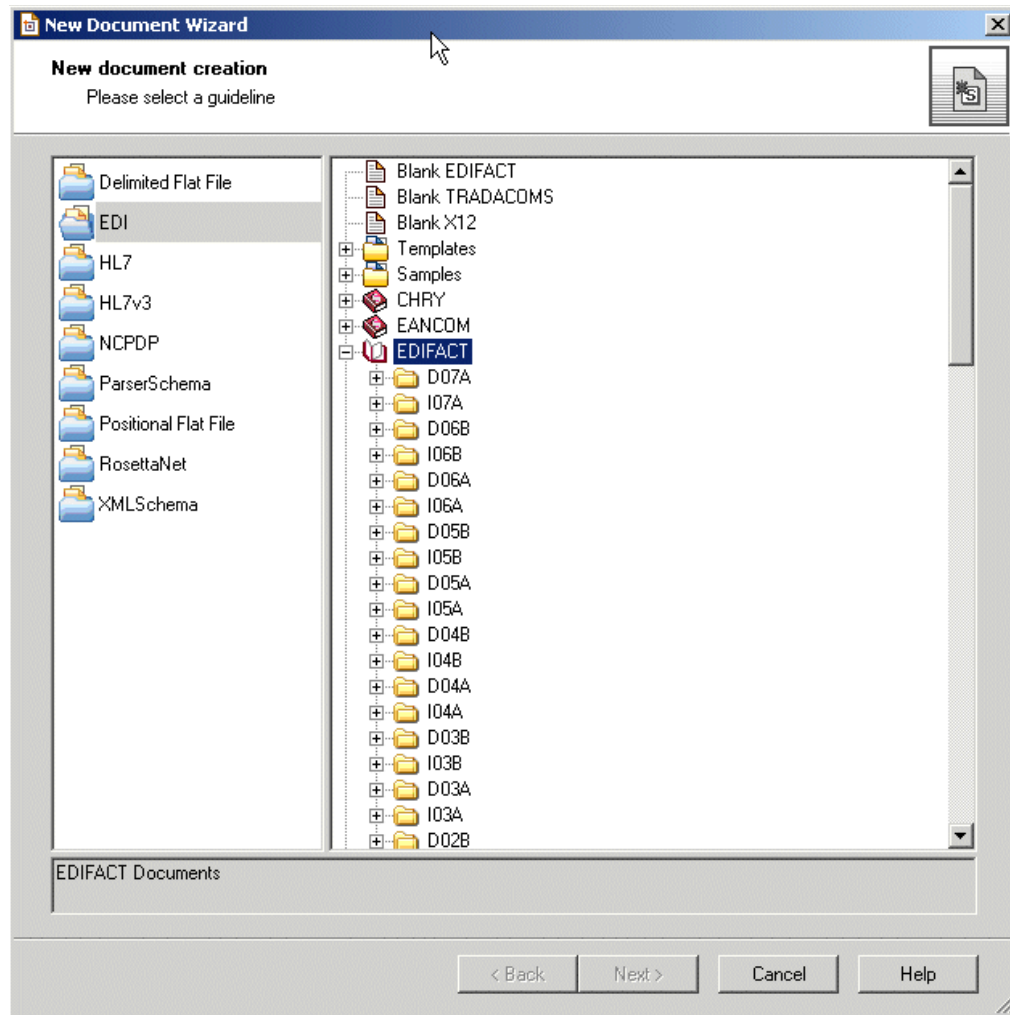 New Document Wizard
New document creation
Please select a guideline
Delimited Flat File
EDI
HL7
HL7v3
NCPDP
ParserSchema
Positional Flat File
RosettaNet
XMLSchema
Blank EDIFACT
Blank TRADACOMS
Blank X12
Templates
Samples
CHRY
EANCOM
EDIFACT
D07A
I07A
D06B
I06B
D06A
I06A
D05B
I05B
D05A
I05A
D04B
I04B
D04A
I04A
D03B
I03B
D03A
I03A
D02B
EDIFACT Documents
< Back
Next >
Cancel
Help